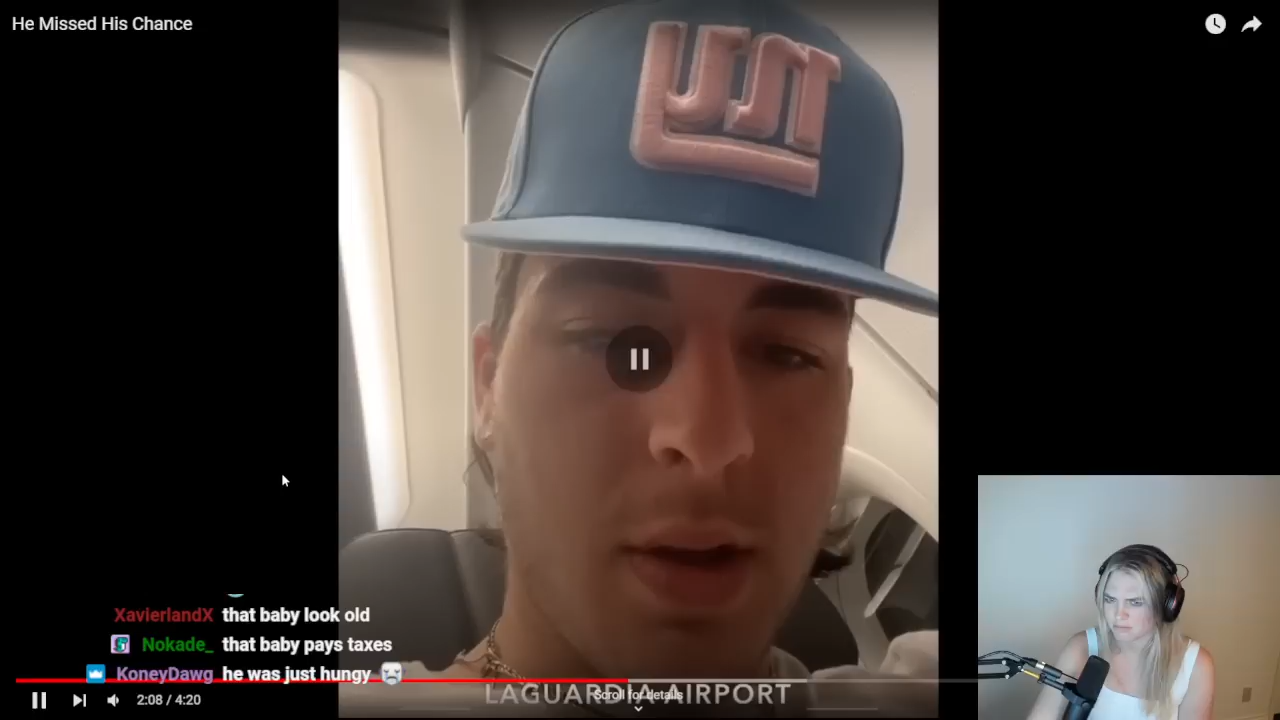 He Missed His Chance
XavierlandX that baby look old
Nokade_ that baby pays taxes
KoneyDawg he was just hungy
LAGUARDIA AIRPORT
Scroll for details
2:08 / 4:20